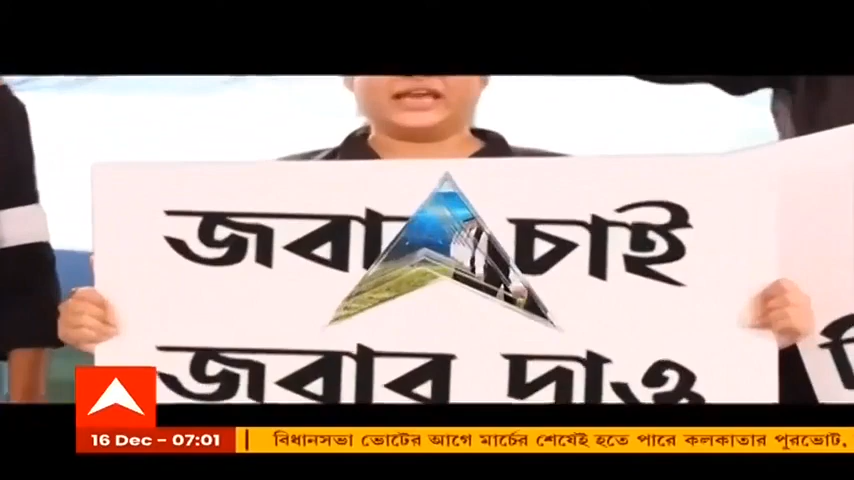 জবাব চাই
জবাব দাও
16 Dec - 07:01
বিধানসভা ভোটের আগে মার্চের শেষেই হতে পারে কলকাতার পুরভোট,